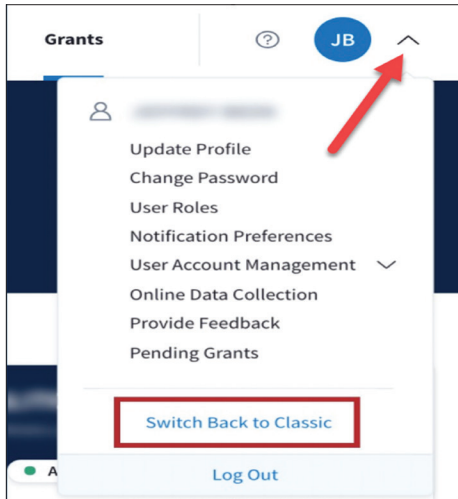 Grants
JB
Update Profile
Change Password
User Roles
Notification Preferences
User Account Management
Online Data Collection
Provide Feedback
Pending Grants
Switch Back to Classic
A
Log Out